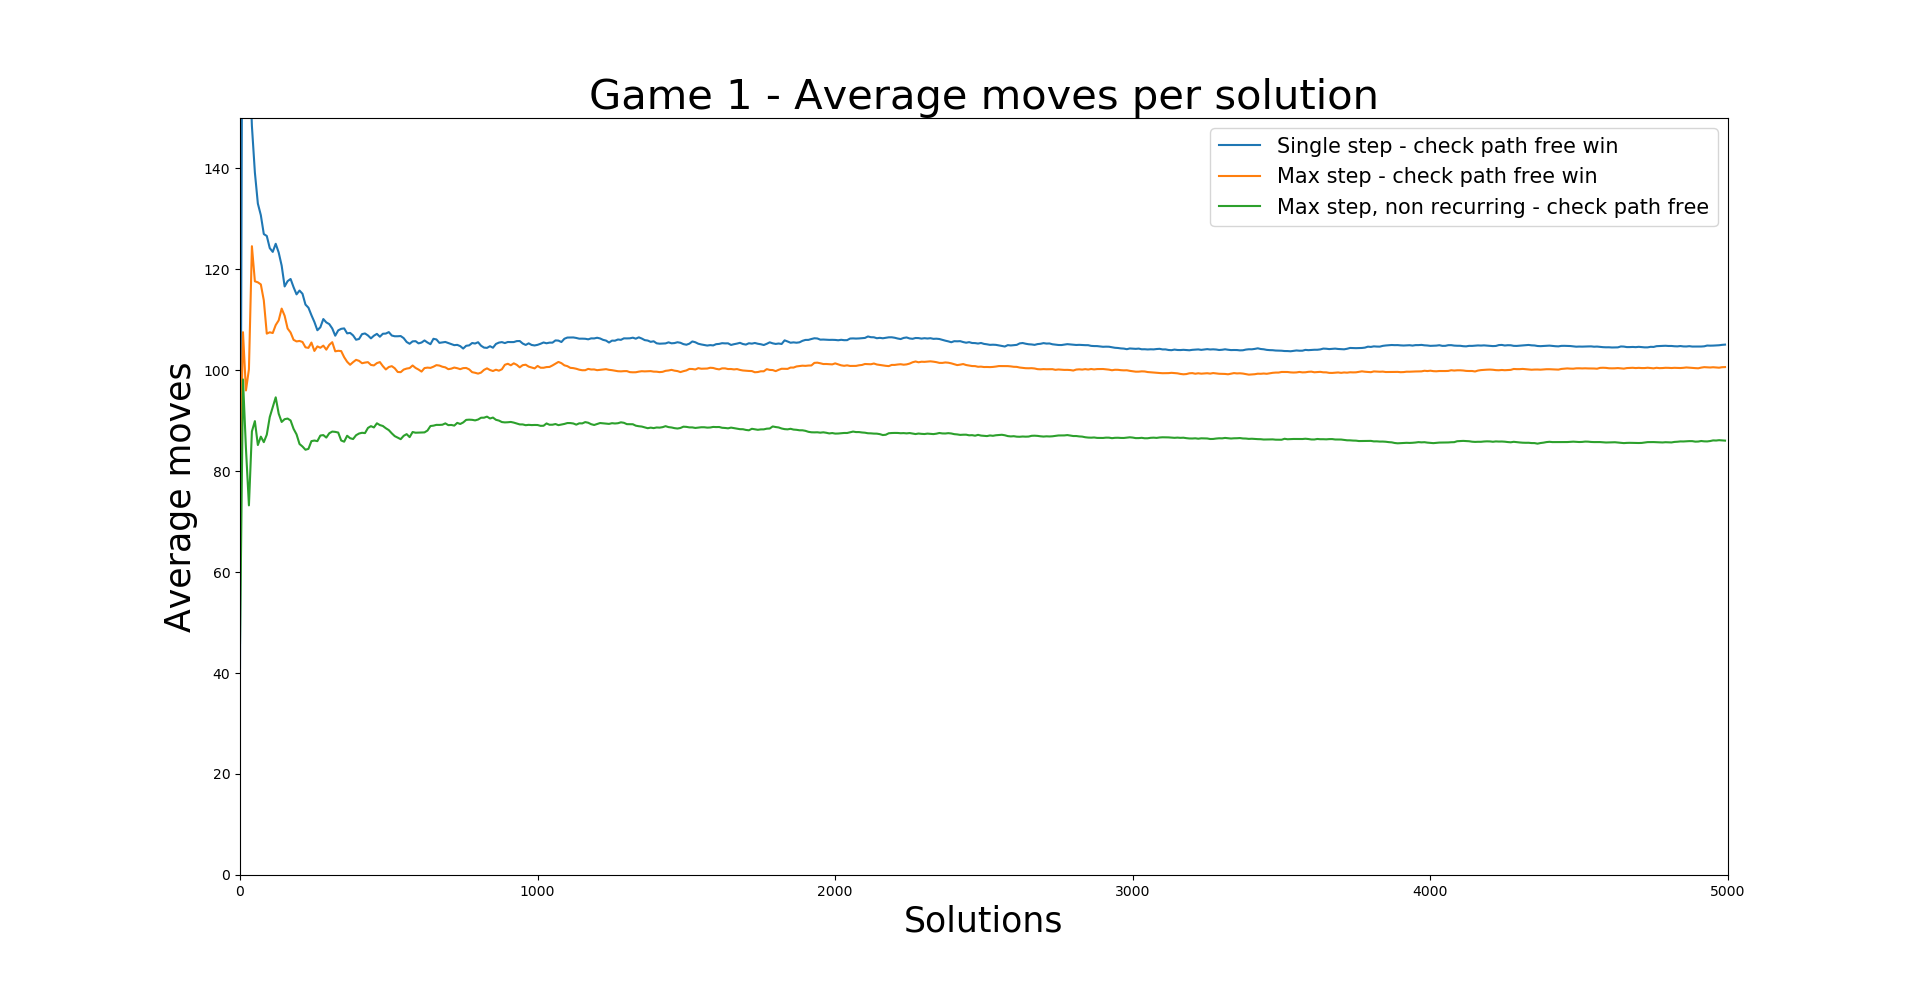 Game 1 - Average moves per solution
Single step - check path free win
Max step - check path free win
Max step, non recurring - check path free
Average moves
140
120
100
80
60
40
20
0
0 1000 2000 3000 4000 5000
Solutions